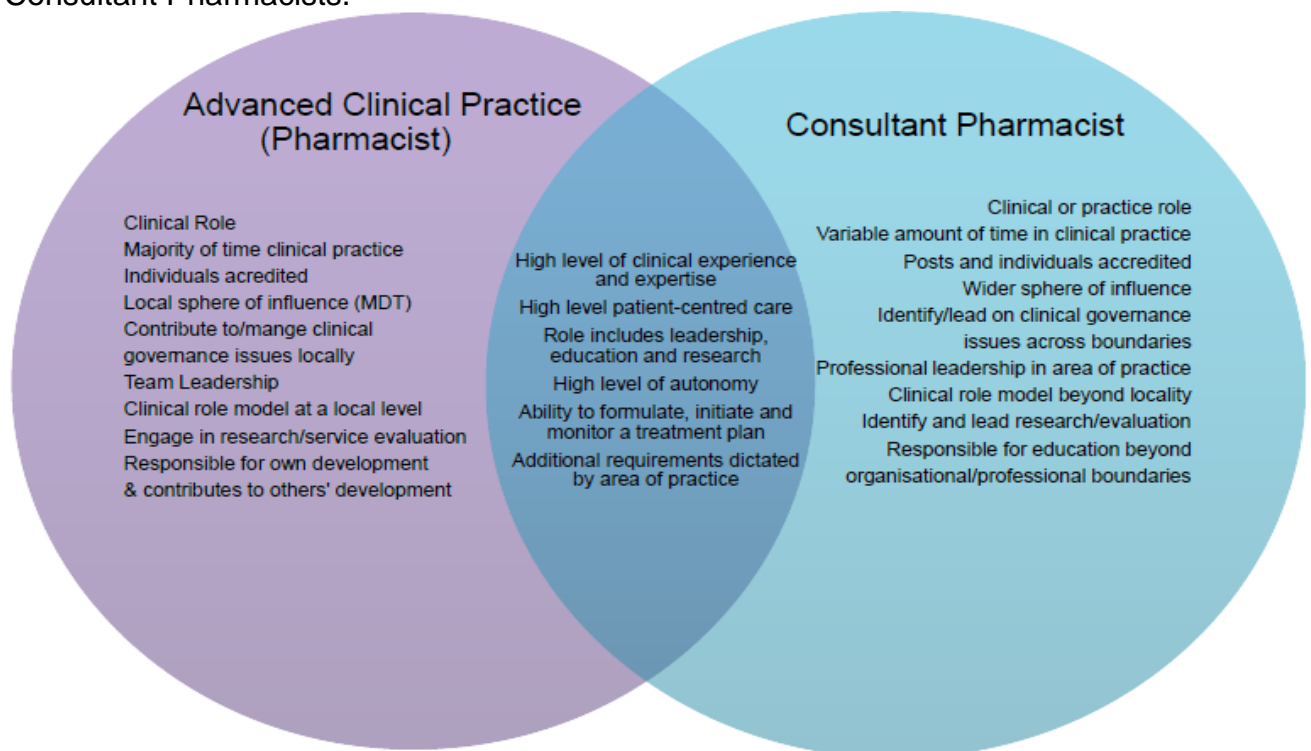 Consultant Pharmacists.
Advanced Clinical Practice
(Pharmacist)
Clinical Role
Majority of time clinical practice
Individuals acredited
Local sphere of influence (MDT)
Contribute to/mange clinical
governance issues locally
Team Leadership
Clinical role model at a local level
Engage in research/service evaluation
Responsible for own development
& contributes to others' development
High level of clinical experience
and expertise
High level patient-centred care
Role includes leadership,
education and research
High level of autonomy
Ability to formulate, initiate and
monitor a treatment plan
Additional requirements dictated
by area of practice
Consultant Pharmacist
Clinical or practice role
Variable amount of time in clinical practice
Posts and individuals accredited
Wider sphere of influence
Identify/lead on clinical governance
issues across boundaries
Professional leadership in area of practice
Clinical role model beyond locality
Identify and lead research/evaluation
Responsible for education beyond
organisational/professional boundaries